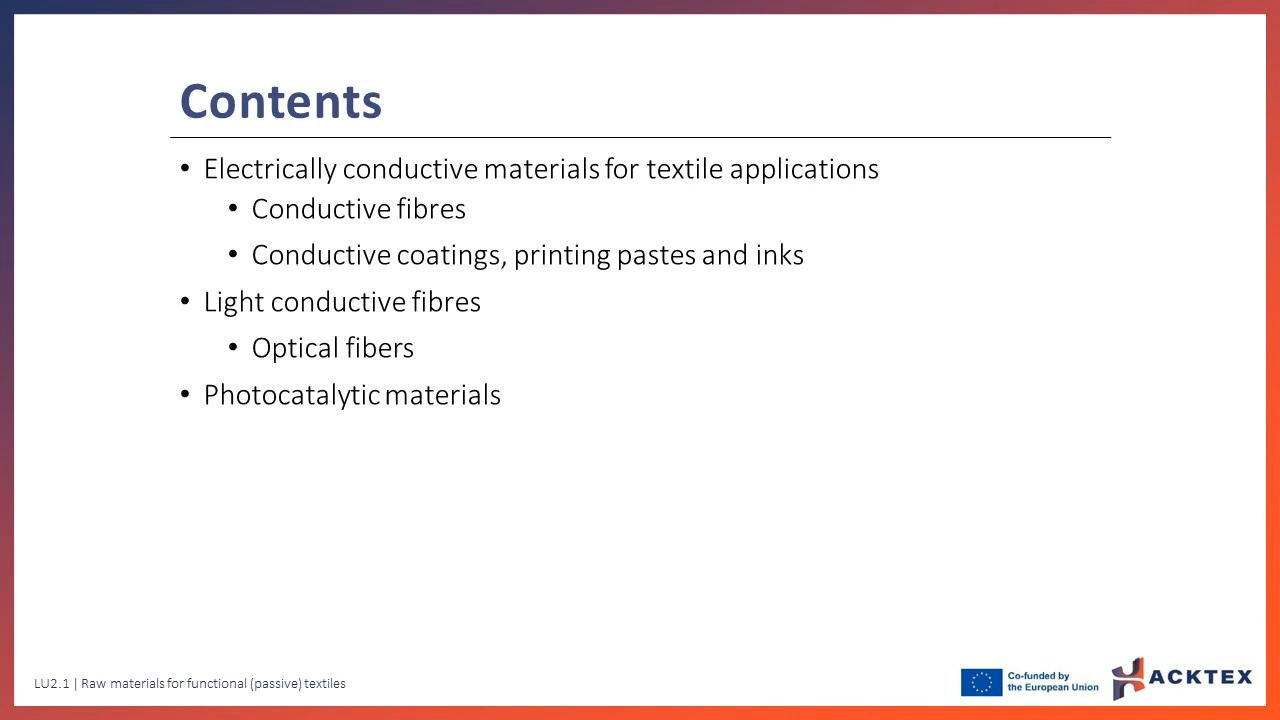 Contents
• Electrically conductive materials for textile applications
• Conductive fibres
• Conductive coatings, printing pastes and inks
• Light conductive fibres
• Optical fibers
• Photocatalytic materials
LU2.1 | Raw materials for functional (passive) textiles
Co-funded by
the European Union
HACKTEX